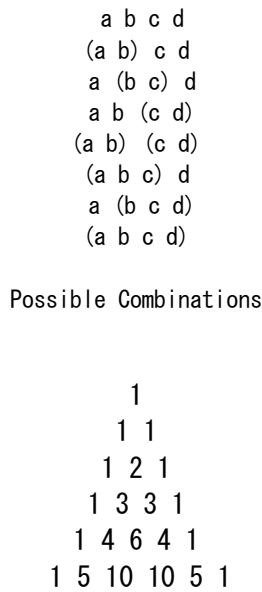 a b c d
(a b) c d
a (b c) d
a b (c d)
(a b) (c d)
(a b c) d
a (b c d)
(a b c d)
Possible Combinations
1
1 1
1 2 1
1 3 3 1
1 4 6 4 1
1 5 10 10 5 1